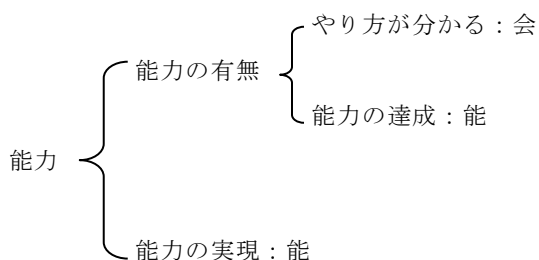 やり方が分かる：会
能力の有無
能力の達成：能
能力
能力の実現：能